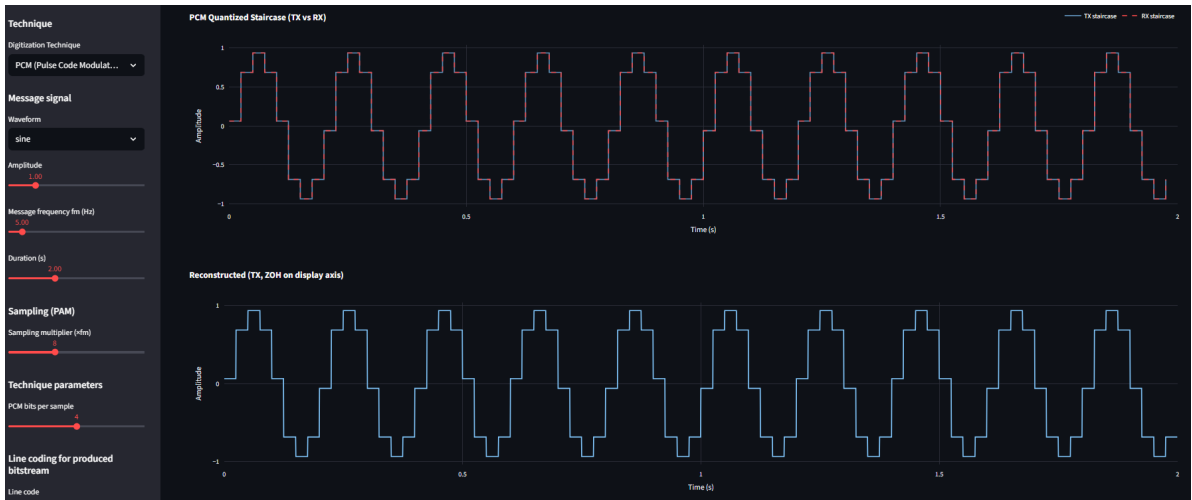 Technique
Digitization Technique
PCM (Pulse Code Modulat...
Message signal
Waveform
sine
Amplitude
1.00
Message frequency fm (Hz)
5.00
Duration (s)
2.00
Sampling (PAM)
Sampling multiplier (×fm)
8
Technique parameters
PCM bits per sample
4
Line coding for produced
bitstream
Line code
PCM Quantized Staircase (TX vs RX)
TX staircase
RX staircase
Amplitude
1
0.5
0
−0.5
−1
0
0.5
1
1.5
2
Time (s)
Reconstructed (TX, ZOH on display axis)
Amplitude
1
0
−1
0
0.5
1
1.5
2
Time (s)